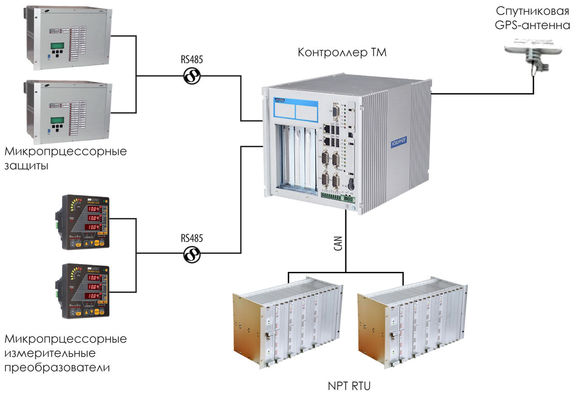 Спутниковая
GPS-антенна
Контроллер ТМ
RS485
Микропрцессорные
защиты
RS485
CAN
Микропрцессорные
измерительные
преобразователи
NPT RTU